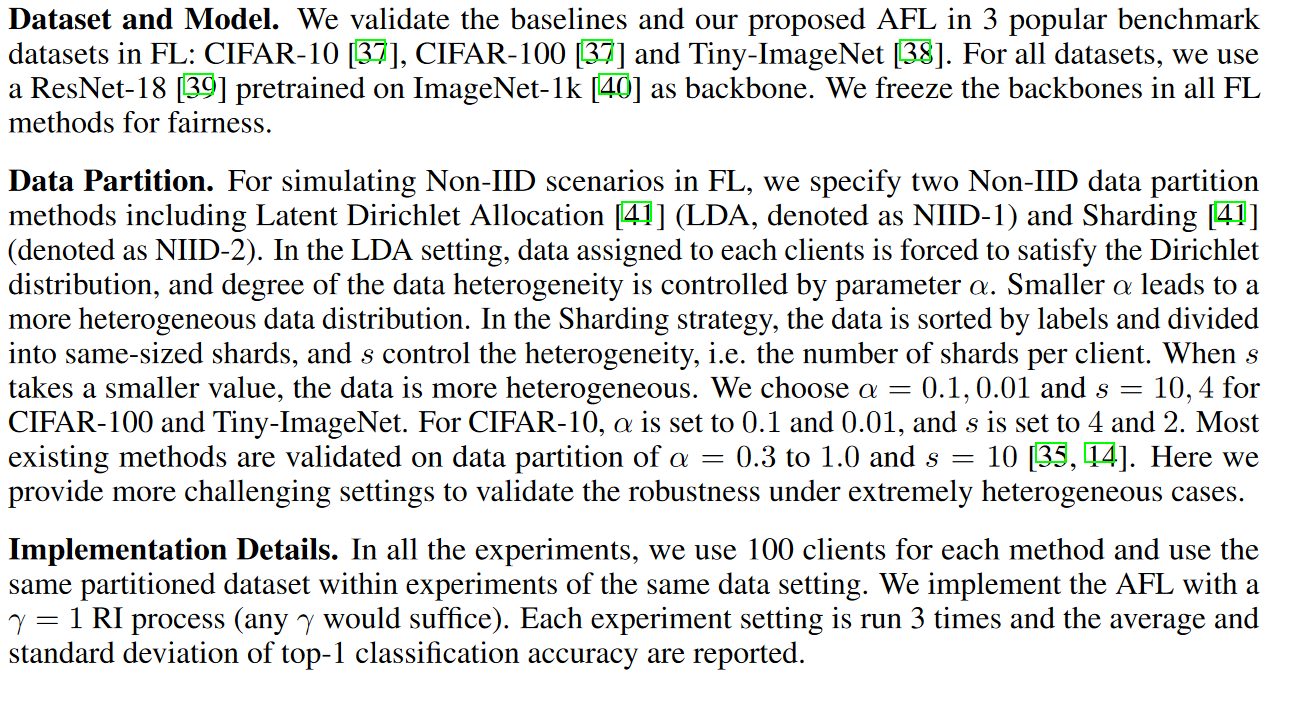 Dataset and Model. We validate the baselines and our proposed AFL in 3 popular benchmark
datasets in FL: CIFAR-10 [37], CIFAR-100 [37] and Tiny-ImageNet [38]. For all datasets, we use
a ResNet-18 [39] pretrained on ImageNet-1k [40] as backbone. We freeze the backbones in all FL
methods for fairness.
Data Partition. For simulating Non-IID scenarios in FL, we specify two Non-IID data partition
methods including Latent Dirichlet Allocation [41] (LDA, denoted as NIID-1) and Sharding [41]
(denoted as NIID-2). In the LDA setting, data assigned to each clients is forced to satisfy the Dirichlet
distribution, and degree of the data heterogeneity is controlled by parameter α. Smaller α leads to a
more heterogeneous data distribution. In the Sharding strategy, the data is sorted by labels and divided
into same-sized shards, and s control the heterogeneity, i.e. the number of shards per client. When s
takes a smaller value, the data is more heterogeneous. We choose α = 0.1, 0.01 and s = 10, 4 for
CIFAR-100 and Tiny-ImageNet. For CIFAR-10, α is set to 0.1 and 0.01, and s is set to 4 and 2. Most
existing methods are validated on data partition of α = 0.3 to 1.0 and s = 10 [35, 14]. Here we
provide more challenging settings to validate the robustness under extremely heterogeneous cases.
Implementation Details. In all the experiments, we use 100 clients for each method and use the
same partitioned dataset within experiments of the same data setting. We implement the AFL with a
γ = 1 RI process (any γ would suffice). Each experiment setting is run 3 times and the average and
standard deviation of top-1 classification accuracy are reported.